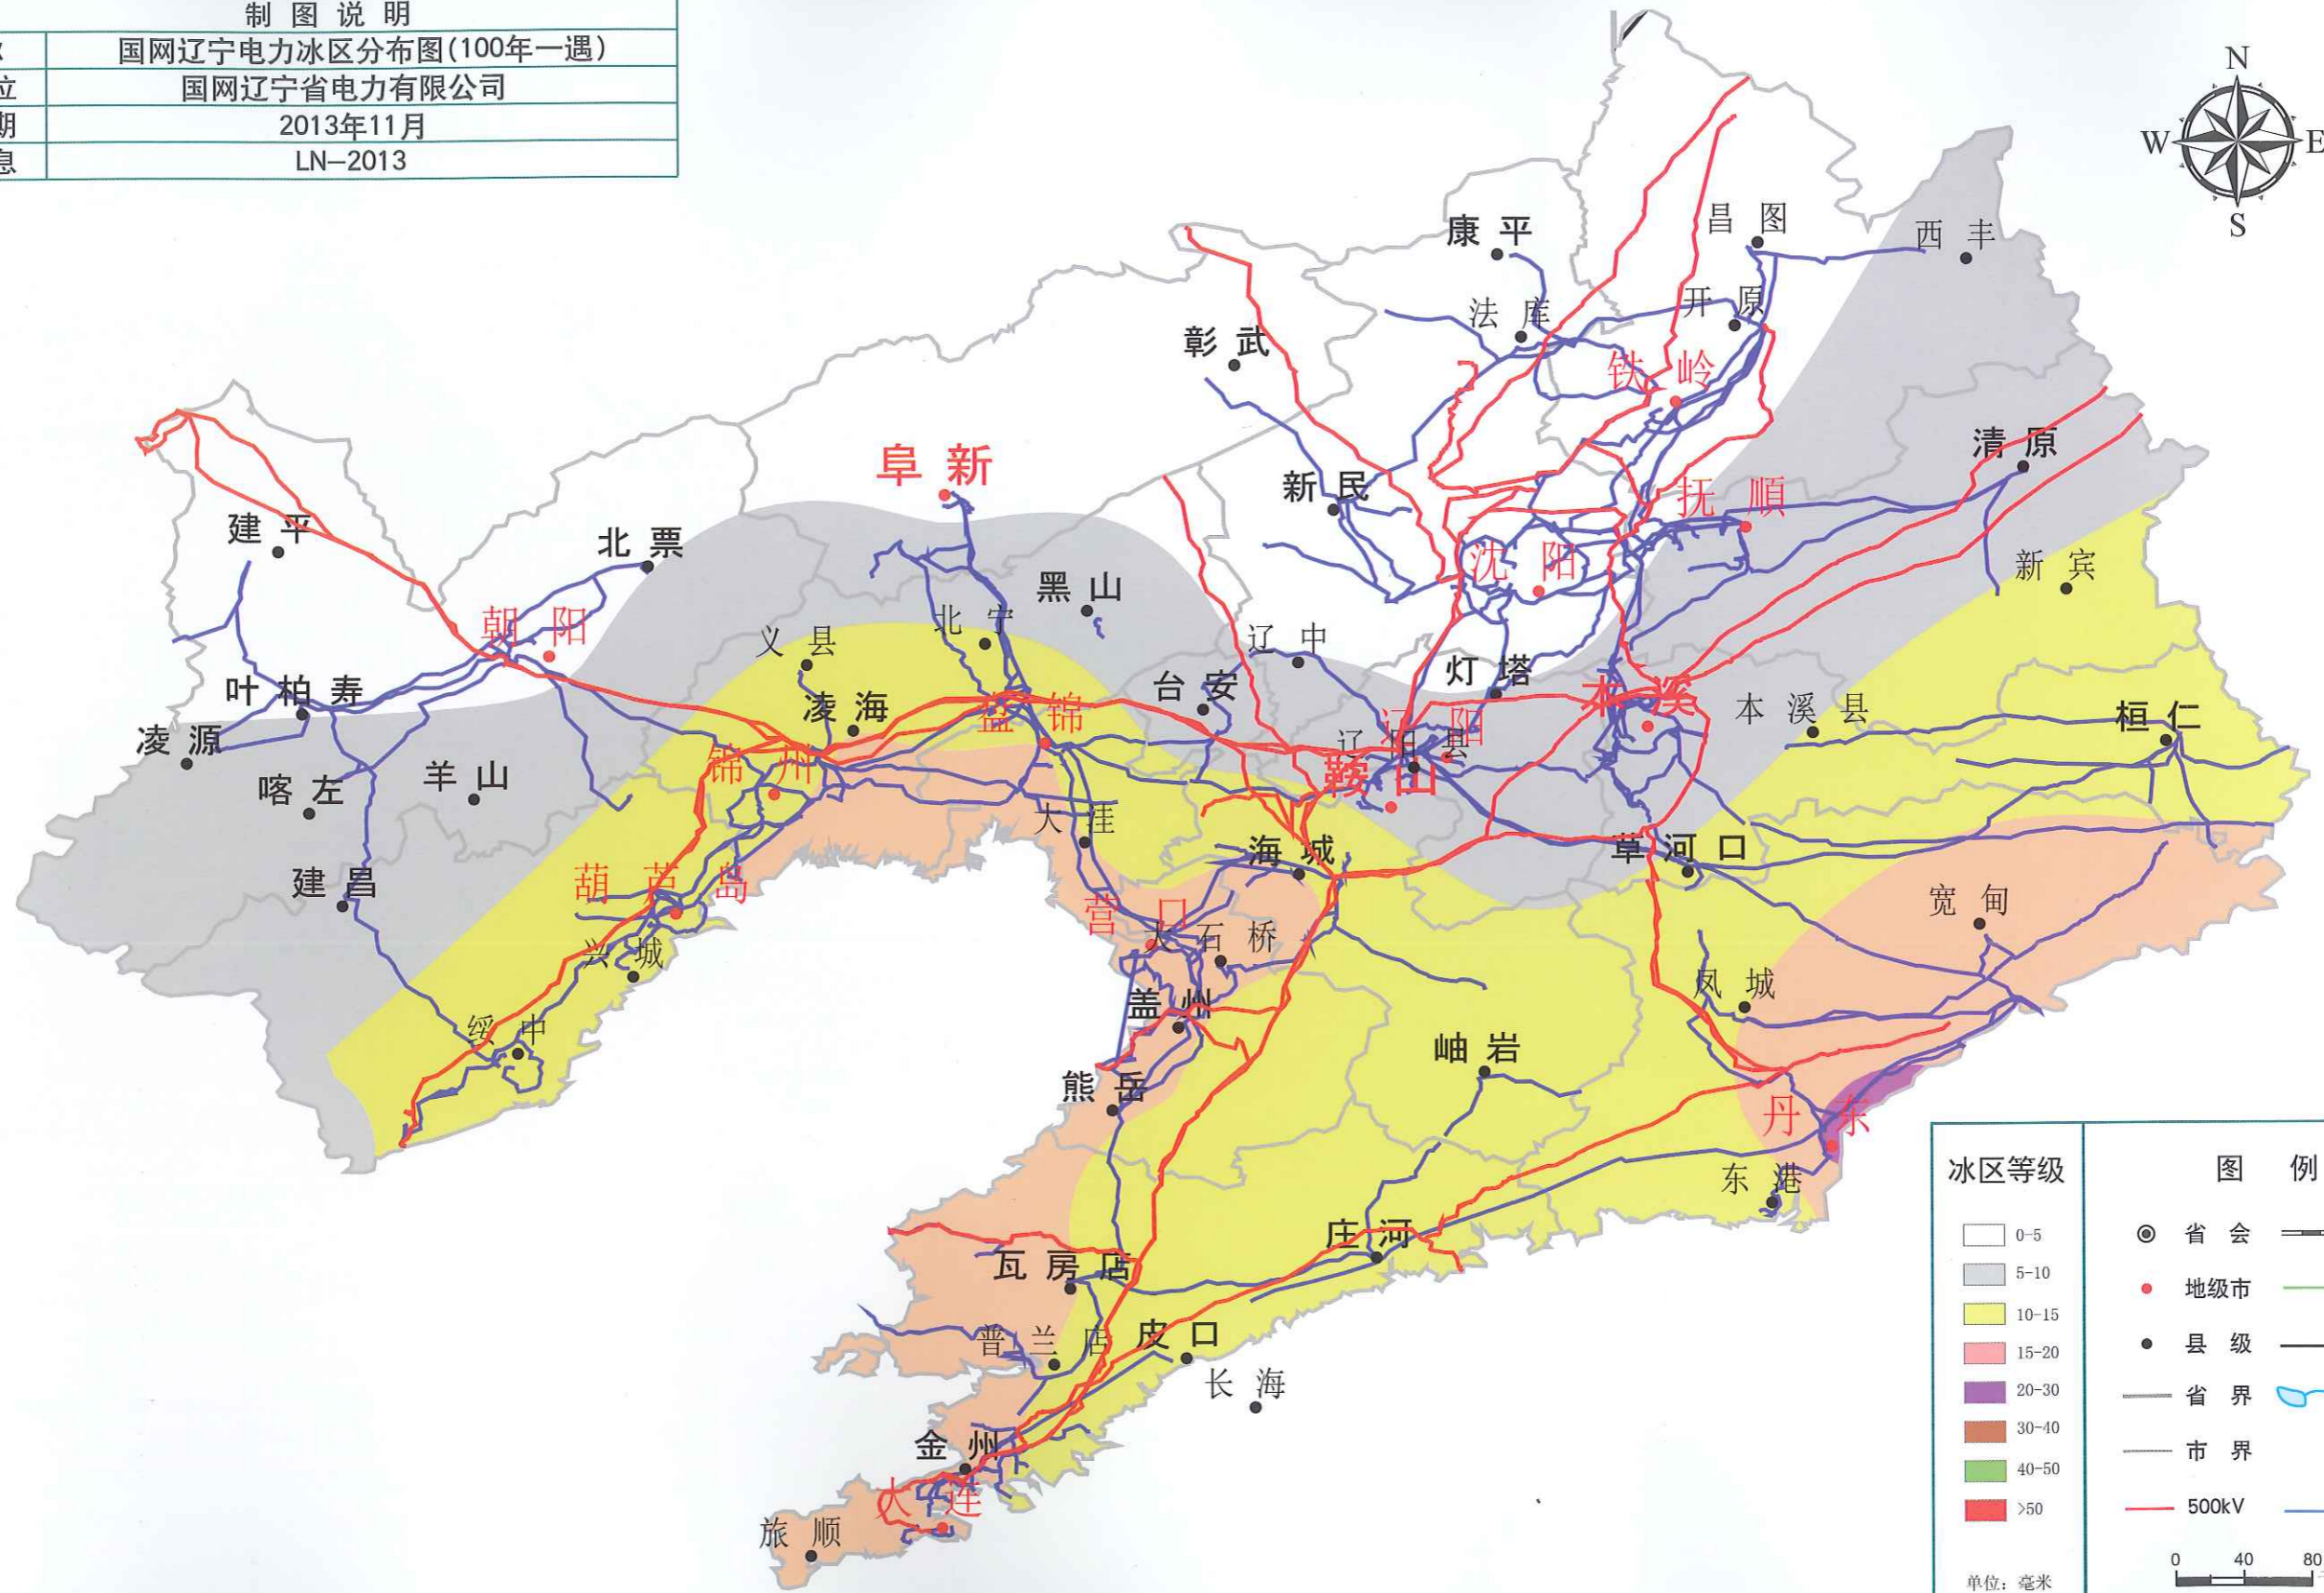 制图说明
国网辽宁电力冰区分布图(100年一遇)
位 国网辽宁省电力有限公司
期 2013年11月
息 LN—2013
N
W
E
S
康平
昌图
西丰
法库
开原
彰武
铁岭
清原
阜新
新民
抚顺
建平
北票
沈阳
新宾
黑山
朝阳
义县
北宁
辽中
灯塔
叶柏寿
凌海
盘锦
台安
本溪
本溪县
桓仁
凌源
锦州
辽阳
辽阳县
喀左
羊山
鞍山
大洼
海城
草河口
建昌
葫芦岛
营口
宽甸
兴城
大石桥
凤城
绥中
盖州
岫岩
熊岳
丹东
东港
庄河
瓦房店
普兰店
皮口
长海
金州
大连
旅顺
冰区等级
0-5
5-10
10-15
15-20
20-30
30-40
40-50
>50
单位：毫米
图例
省会
地级市
县级
省界
市界
500kV
0 40 80